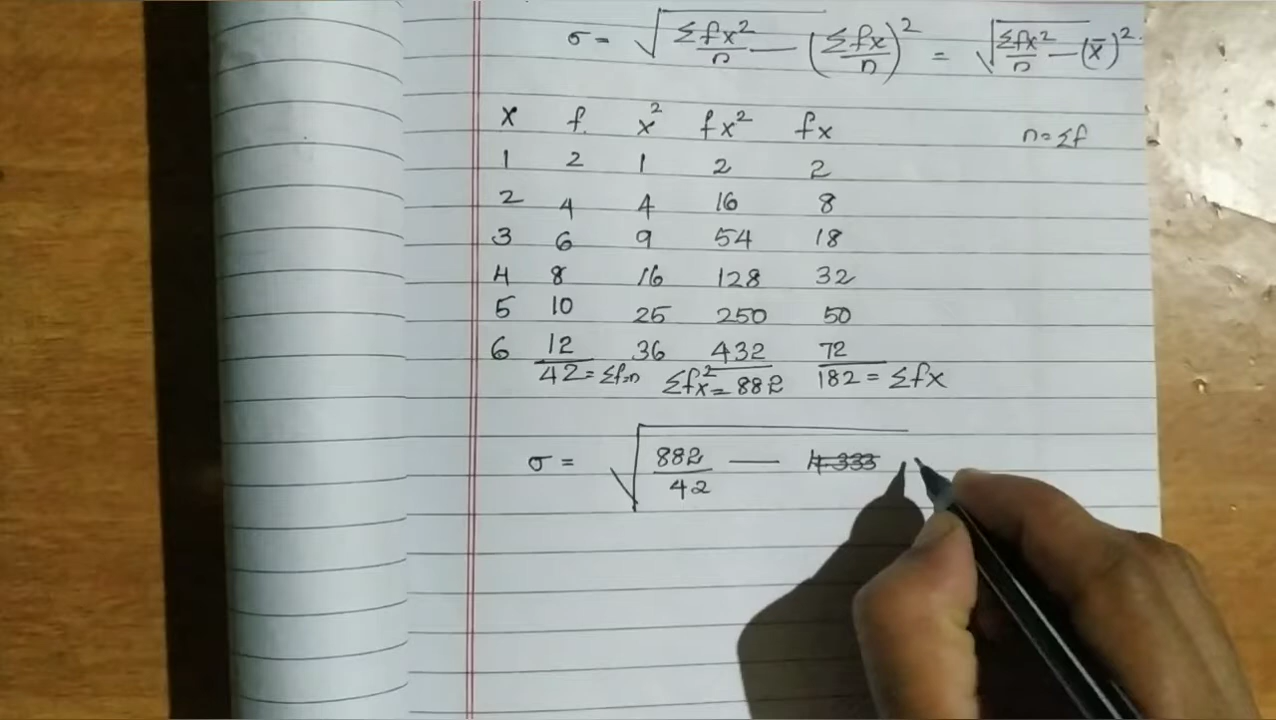 σ = √(Σfx²/n − (Σfx/n)²) = √(Σfx²/n − (x̄)²).
x f. x² fx² fx n=Σf
1 2 1 2 2
2 4 4 16 8
3 6 9 54 18
4 8 16 128 32
5 10 25 250 50
6 12 36 432 72
42=Σf=n Σfx²=882 182=Σfx
σ = √(882/42 − 4.333